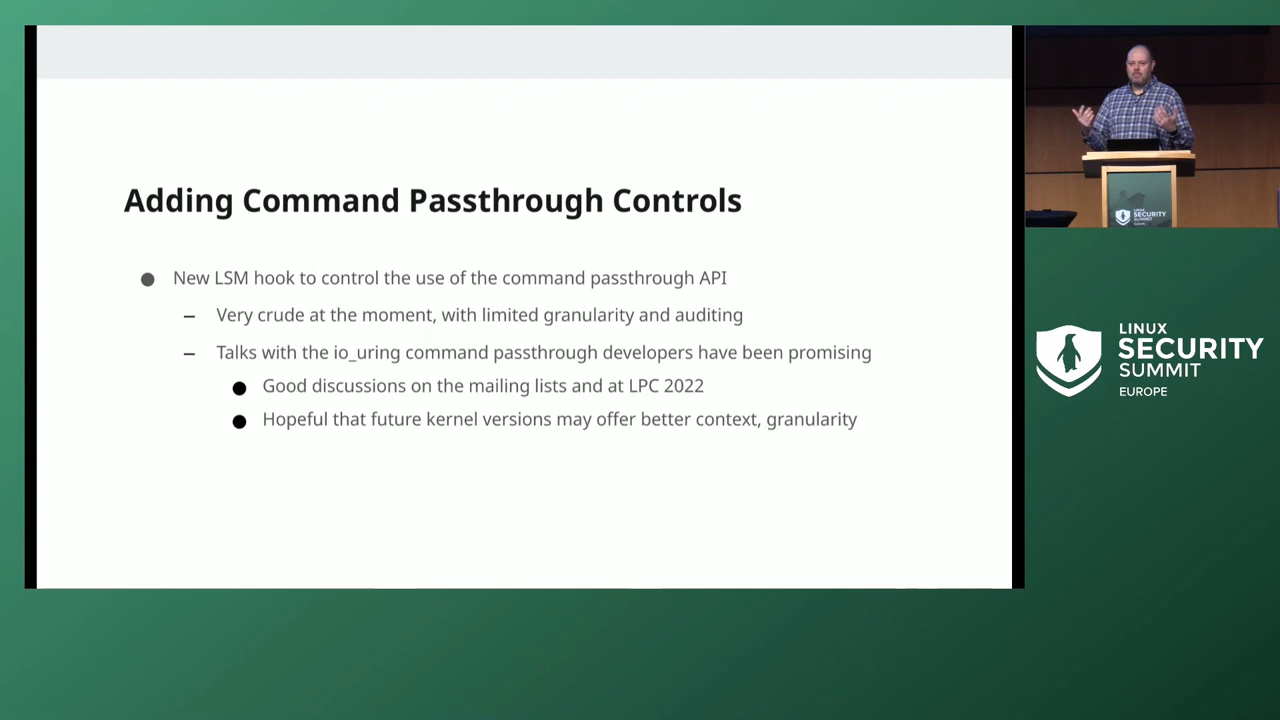 Adding Command Passthrough Controls
● New LSM hook to control the use of the command passthrough API
– Very crude at the moment, with limited granularity and auditing
– Talks with the io_uring command passthrough developers have been promising
● Good discussions on the mailing lists and at LPC 2022
● Hopeful that future kernel versions may offer better context, granularity
LINUX
SECURITY
SUMMIT
LINUX
SECURITY
SUMMIT
EUROPE